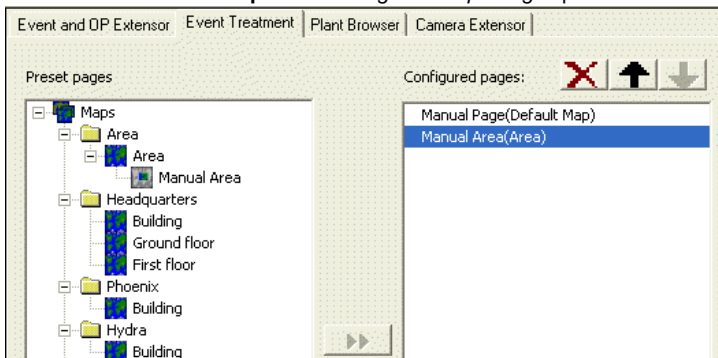 Event and OP Extensor Event Treatment Plant Browser Camera Extensor
Preset pages
Maps
Area
Area
Manual Area
Headquarters
Building
Ground floor
First floor
Phoenix
Building
Hydra
Building
Configured pages:
Manual Page(Default Map)
Manual Area(Area)